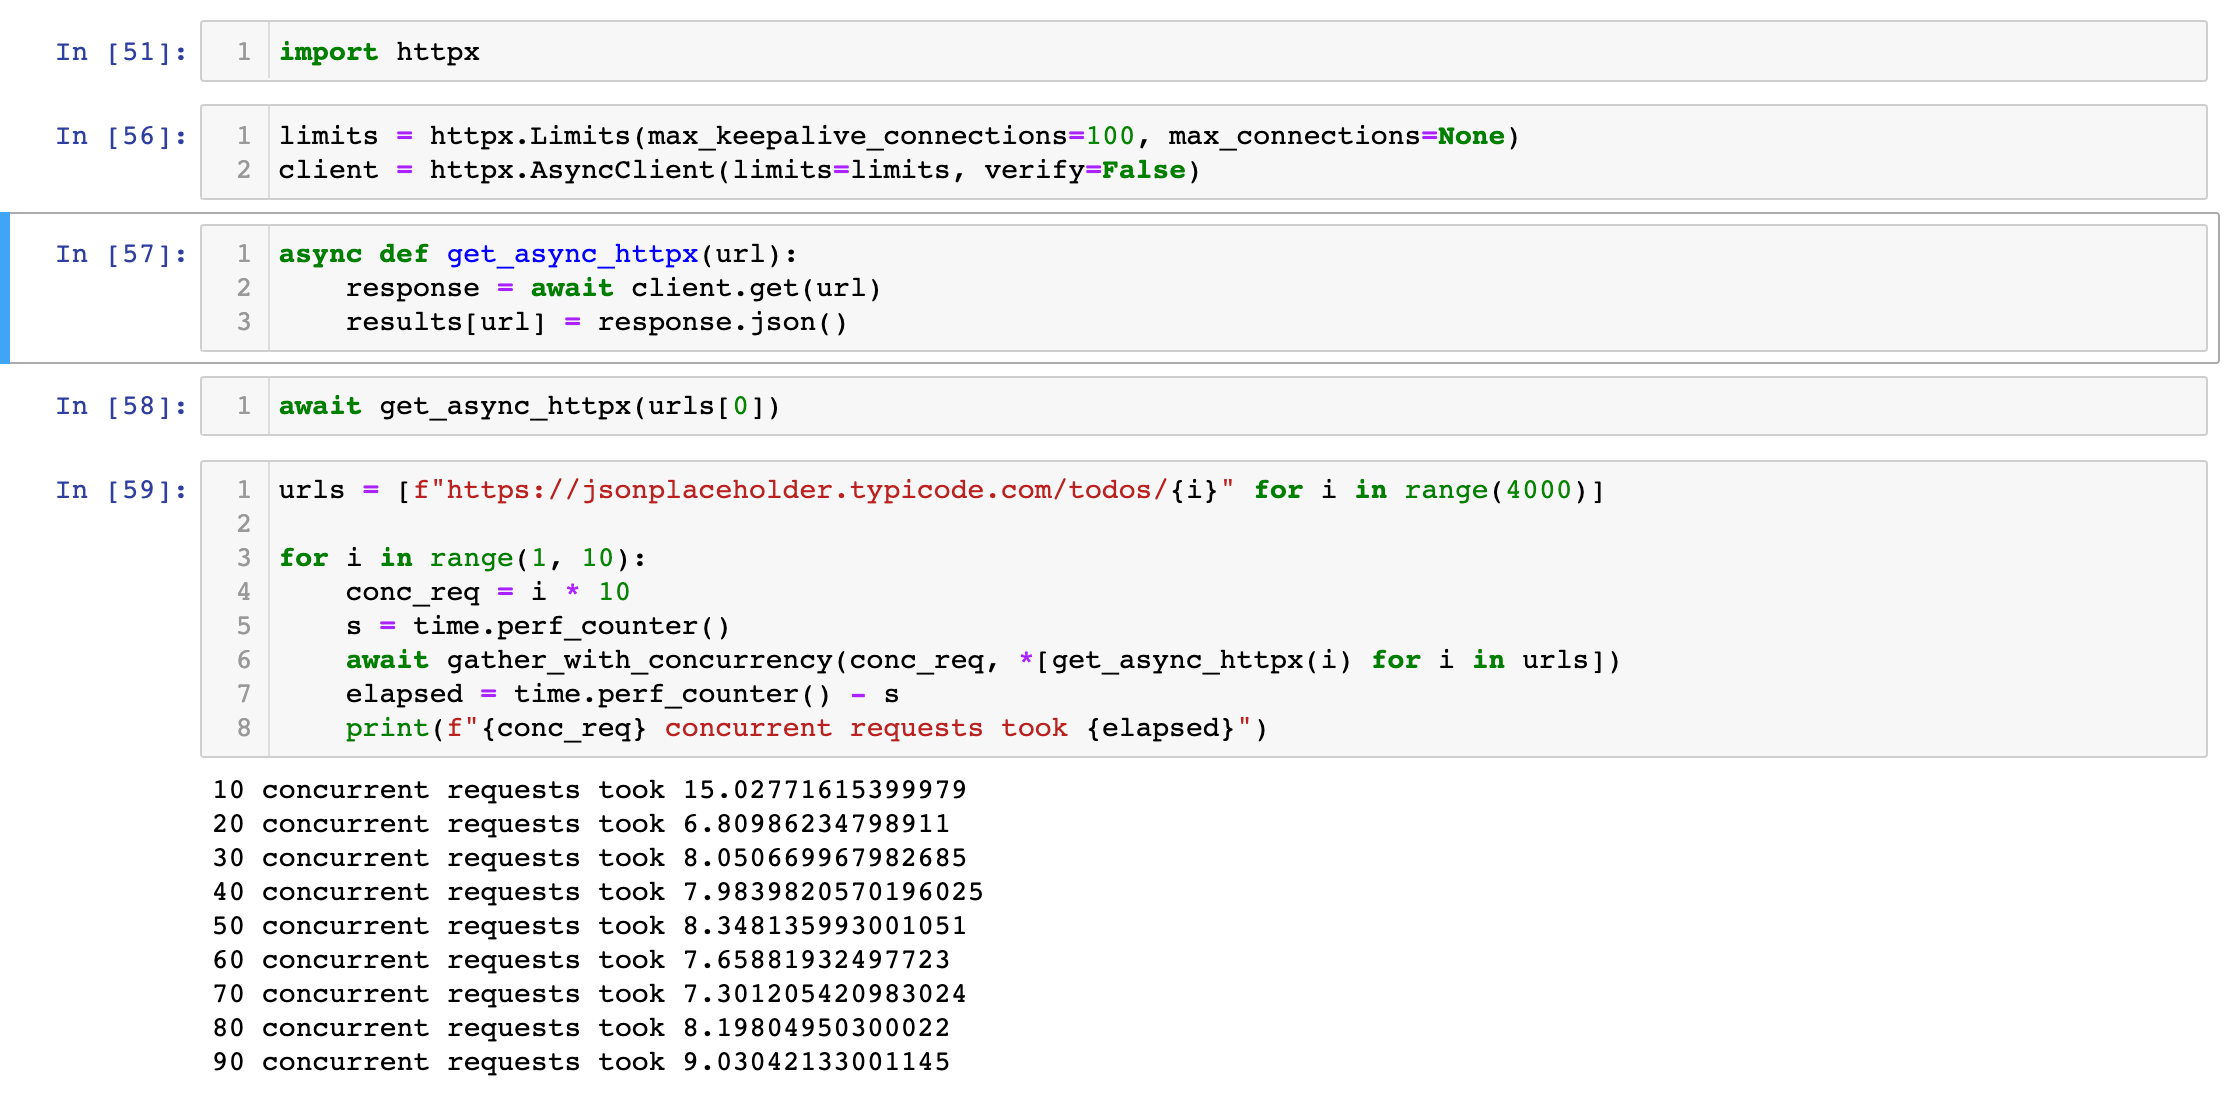 In [51]: 1 import httpx
In [56]: 1 limits = httpx.Limits(max_keepalive_connections=100, max_connections=None)
2 client = httpx.AsyncClient(limits=limits, verify=False)
In [57]: 1 async def get_async_httpx(url):
2     response = await client.get(url)
3     results[url] = response.json()
In [58]: 1 await get_async_httpx(urls[0])
In [59]: 1 urls = [f"https://jsonplaceholder.typicode.com/todos/{i}" for i in range(4000)]
2
3 for i in range(1, 10):
4     conc_req = i * 10
5     s = time.perf_counter()
6     await gather_with_concurrency(conc_req, *[get_async_httpx(i) for i in urls])
7     elapsed = time.perf_counter() - s
8     print(f"{conc_req} concurrent requests took {elapsed}")
10 concurrent requests took 15.02771615399979
20 concurrent requests took 6.80986234798911
30 concurrent requests took 8.050669967982685
40 concurrent requests took 7.9839820570196025
50 concurrent requests took 8.348135993001051
60 concurrent requests took 7.65881932497723
70 concurrent requests took 7.301205420983024
80 concurrent requests took 8.19804950300022
90 concurrent requests took 9.03042133001145